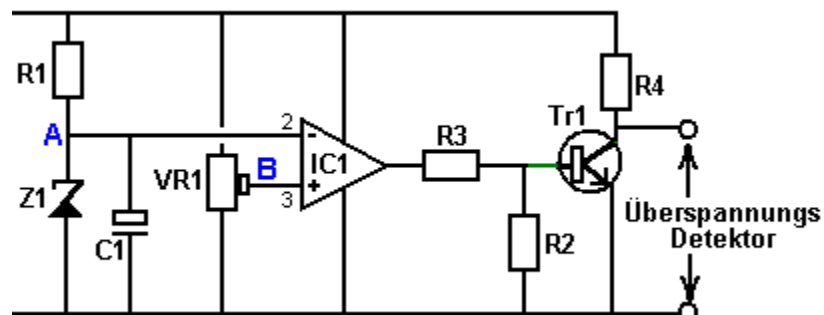 R1
R4
Tr1
A
2
-
IC1
R3
B
VR1
+
3
Z1
C1
R2
Überspannungs
Detektor